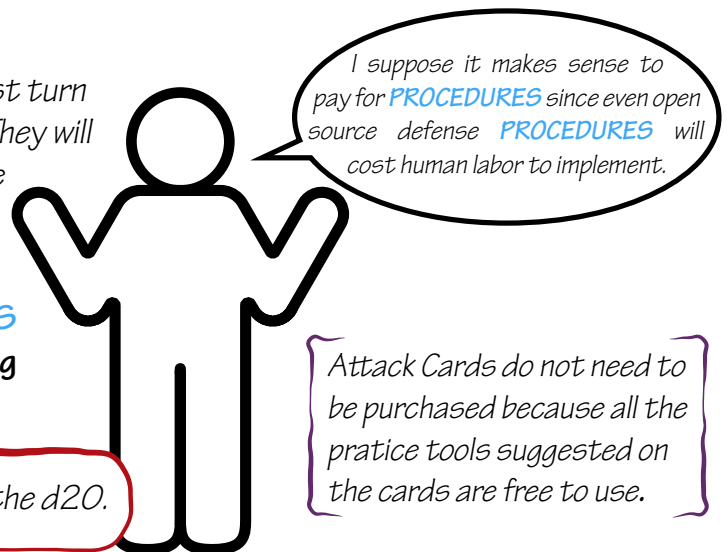 st turn
They will
e
S
g
the d20.
I suppose it makes sense to
pay for PROCEDURES since even open
source defense PROCEDURES will
cost human labor to implement.
Attack Cards do not need to
be purchased because all the
pratice tools suggested on
the cards are free to use.